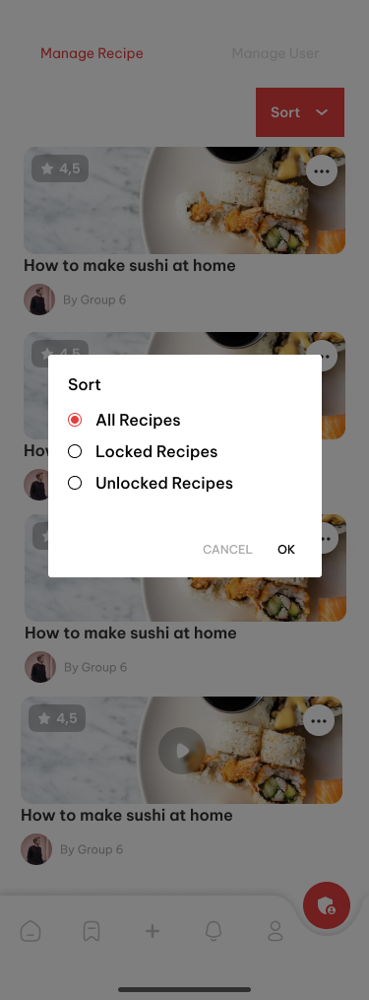 Manage Recipe
Manage User
Sort
4,5
How to make sushi at home
By Group 6
4,5
Sort
All Recipes
Locked Recipes
Unlocked Recipes
CANCEL
OK
How to make sushi at home
By Group 6
4,5
How to make sushi at home
By Group 6